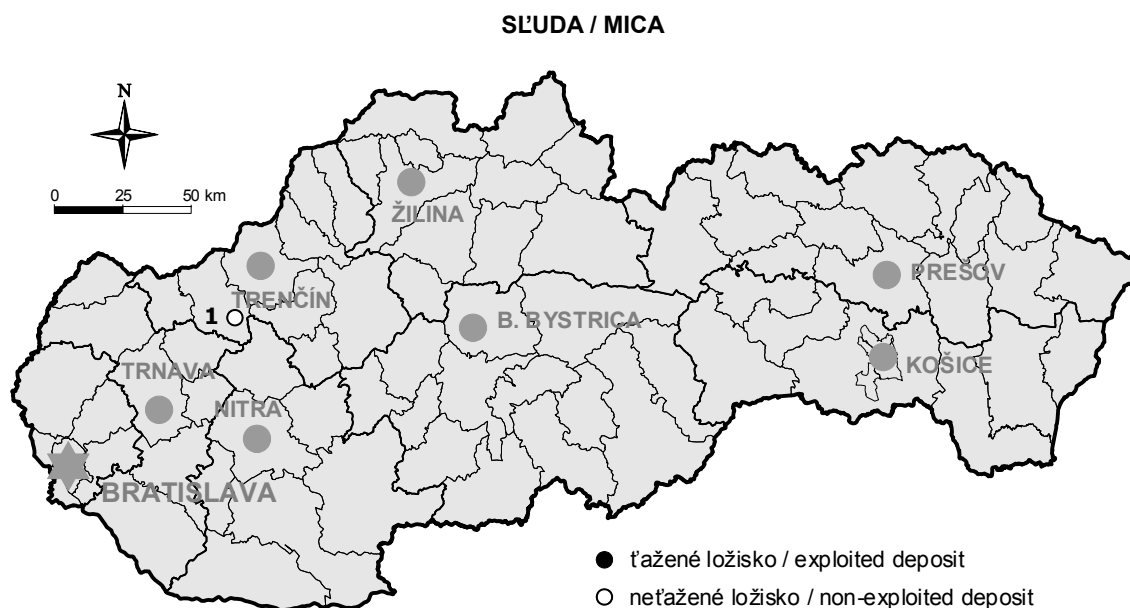 SĽUDA / MICA
N
0 25 50 km
ŽILINA
PREŠOV
TRENČÍN
1
B. BYSTRICA
KOŠICE
TRNAVA
NITRA
BRATISLAVA
ťažené ložisko / exploited deposit
neťažené ložisko / non-exploited deposit